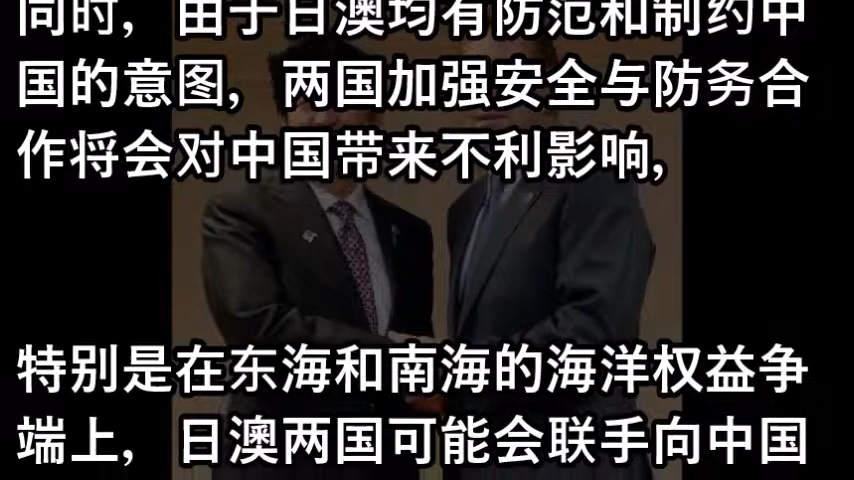 同时，由于日澳均有防范和制约中
国的意图，两国加强安全与防务合
作将会对中国带来不利影响，
特别是在东海和南海的海洋权益争
端上，日澳两国可能会联手向中国